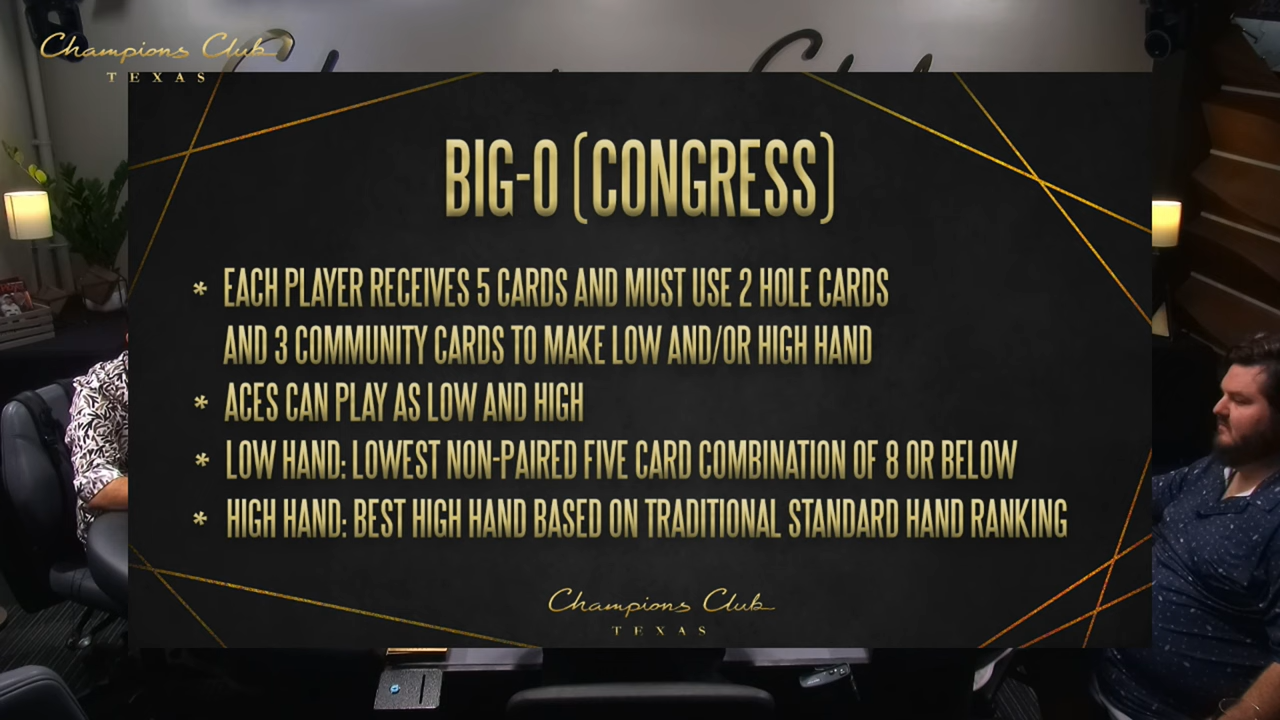 Champions Club
TEXAS
BIG-O (CONGRESS)
* EACH PLAYER RECEIVES 5 CARDS AND MUST USE 2 HOLE CARDS
AND 3 COMMUNITY CARDS TO MAKE LOW AND/OR HIGH HAND
* ACES CAN PLAY AS LOW AND HIGH
* LOW HAND: LOWEST NON-PAIRED FIVE CARD COMBINATION OF 8 OR BELOW
* HIGH HAND: BEST HIGH HAND BASED ON TRADITIONAL STANDARD HAND RANKING
Champions Club
TEXAS